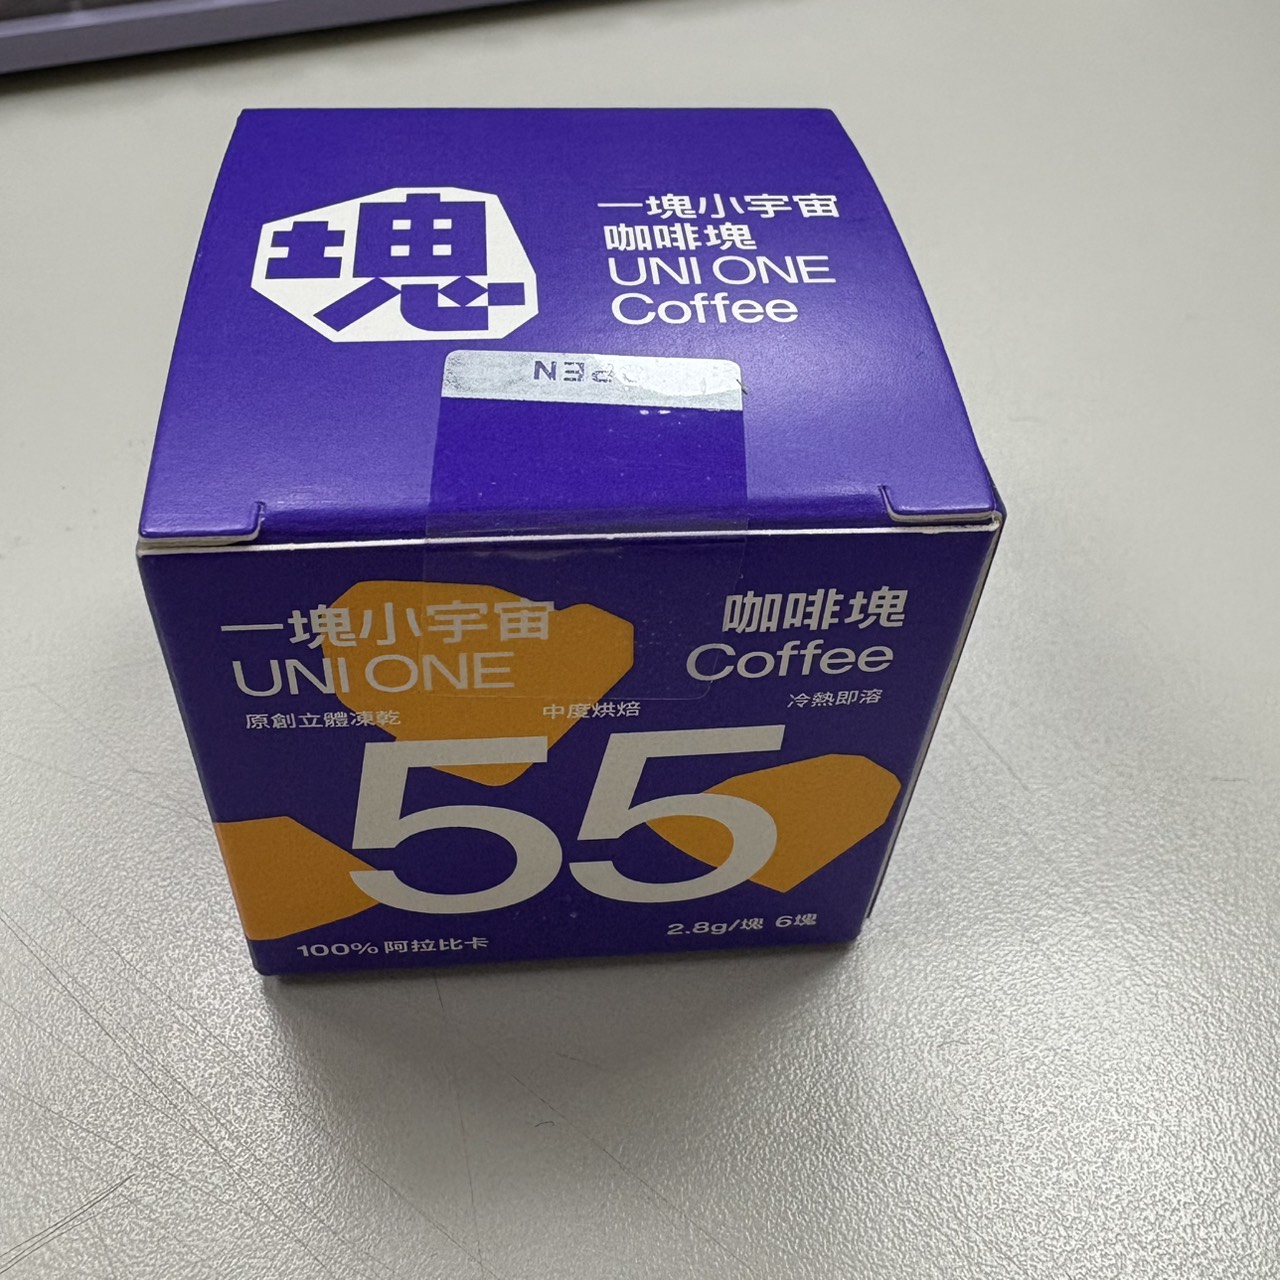 塊
一塊小宇宙
咖啡塊
UNI ONE
Coffee
OPEN
一塊小宇宙
UNI ONE
咖啡塊
Coffee
原創立體凍乾
中度烘焙
冷熱即溶
55
100% 阿拉比卡
2.8g/塊 6塊